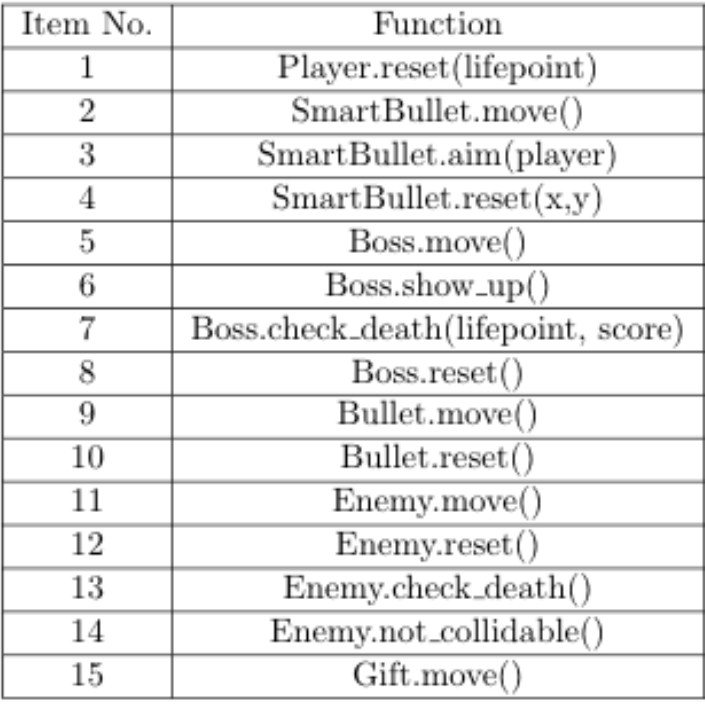 Item No. Function
1 Player.reset(lifepoint)
2 SmartBullet.move()
3 SmartBullet.aim(player)
4 SmartBullet.reset(x,y)
5 Boss.move()
6 Boss.show_up()
7 Boss.check_death(lifepoint, score)
8 Boss.reset()
9 Bullet.move()
10 Bullet.reset()
11 Enemy.move()
12 Enemy.reset()
13 Enemy.check_death()
14 Enemy.not_collidable()
15 Gift.move()